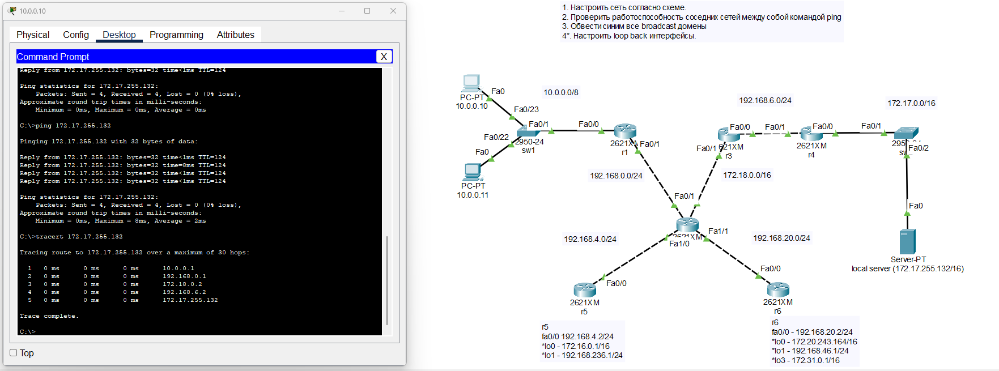 10.0.0.10
Physical Config Desktop Programming Attributes
Command Prompt X
Reply from 172.17.255.132: bytes=32 time<1ms TTL=124
Ping statistics for 172.17.255.132:
Packets: Sent = 4, Received = 4, Lost = 0 (0% loss),
Approximate round trip times in milli-seconds:
Minimum = 0ms, Maximum = 0ms, Average = 0ms
C:\>ping 172.17.255.132
Pinging 172.17.255.132 with 32 bytes of data:
Reply from 172.17.255.132: bytes=32 time<1ms TTL=124
Reply from 172.17.255.132: bytes=32 time=8ms TTL=124
Reply from 172.17.255.132: bytes=32 time<1ms TTL=124
Reply from 172.17.255.132: bytes=32 time<1ms TTL=124
Ping statistics for 172.17.255.132:
Packets: Sent = 4, Received = 4, Lost = 0 (0% loss),
Approximate round trip times in milli-seconds:
Minimum = 0ms, Maximum = 8ms, Average = 2ms
C:\>tracert 172.17.255.132
Tracing route to 172.17.255.132 over a maximum of 30 hops:
1 0 ms 0 ms 0 ms 10.0.0.1
2 0 ms 0 ms 0 ms 192.168.0.1
3 0 ms 0 ms 0 ms 172.18.0.2
4 0 ms 0 ms 0 ms 192.168.6.2
5 0 ms 0 ms 0 ms 172.17.255.132
Trace complete.
C:\>
Top
1. Настроить сеть согласно схеме.
2. Проверить работоспособность соседних сетей между собой командой ping
3. Обвести синим все broadcast домены
4*. Настроить loop back интерфейсы.
Fa0
PC-PT
10.0.0.10
10.0.0.0/8
Fa0/23
Fa0/1
Fa0/0
Fa0/22
2950-24
sw1
Fa0
PC-PT
10.0.0.11
2621XM
r1
Fa0/1
192.168.0.0/24
192.168.6.0/24
172.17.0.0/16
Fa0/0
Fa0/1
Fa0/0
Fa0/1
Fa0/1
621XM
r3
2621XM
r4
Fa0/2
172.18.0.0/16
Fa0/1
Fa0
2621XM
Fa1/1
Fa1/0
192.168.4.0/24
192.168.20.0/24
Server-PT
local server (172.17.255.132/16)
Fa0/0
Fa0/0
2621XM
r5
2621XM
r6
r5
fa0/0 192.168.4.2/24
*lo0 - 172.16.0.1/16
*lo1 - 192.168.236.1/24
r6
fa0/0 - 192.168.20.2/24
*lo0 - 172.20.243.164/16
*lo1 - 192.168.46.1/24
*lo3 - 172.31.0.1/16